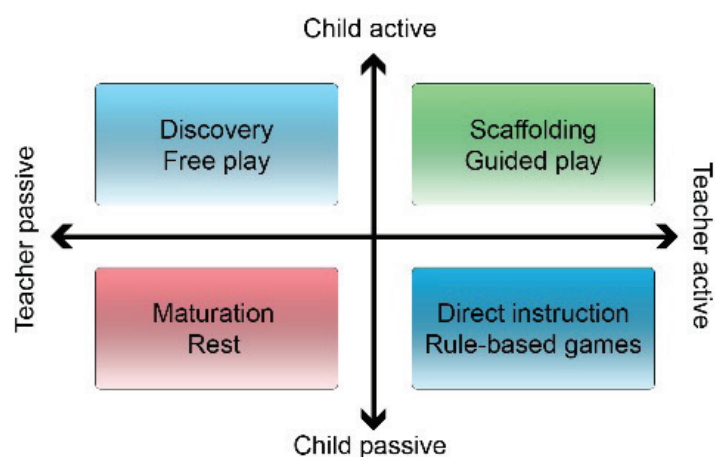 Child active
Discovery
Free play
Scaffolding
Guided play
Teacher passive
Teacher active
Maturation
Rest
Direct instruction
Rule-based games
Child passive